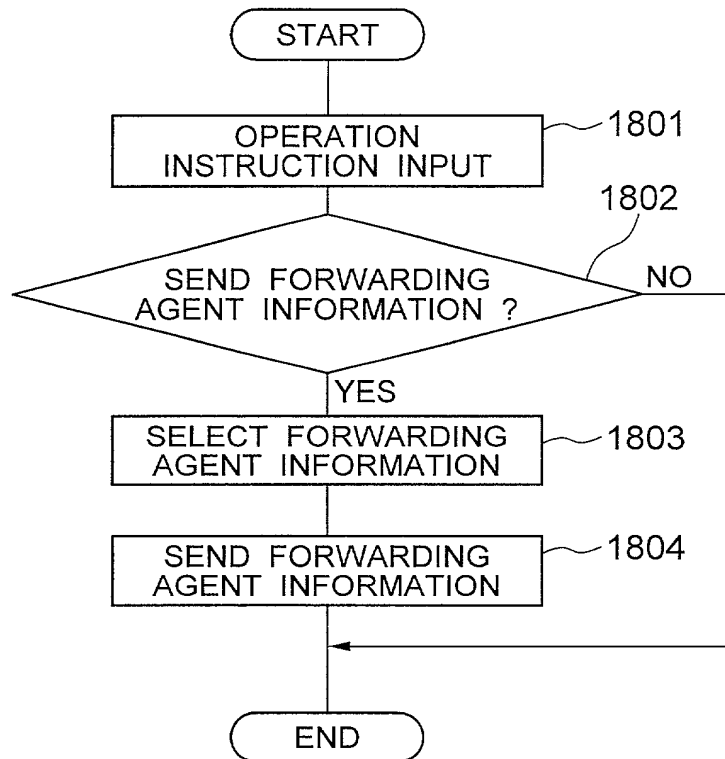 START
OPERATION
INSTRUCTION INPUT
1801
1802
SEND FORWARDING
AGENT INFORMATION ?
NO
YES
SELECT FORWARDING
AGENT INFORMATION
1803
SEND FORWARDING
AGENT INFORMATION
1804
END